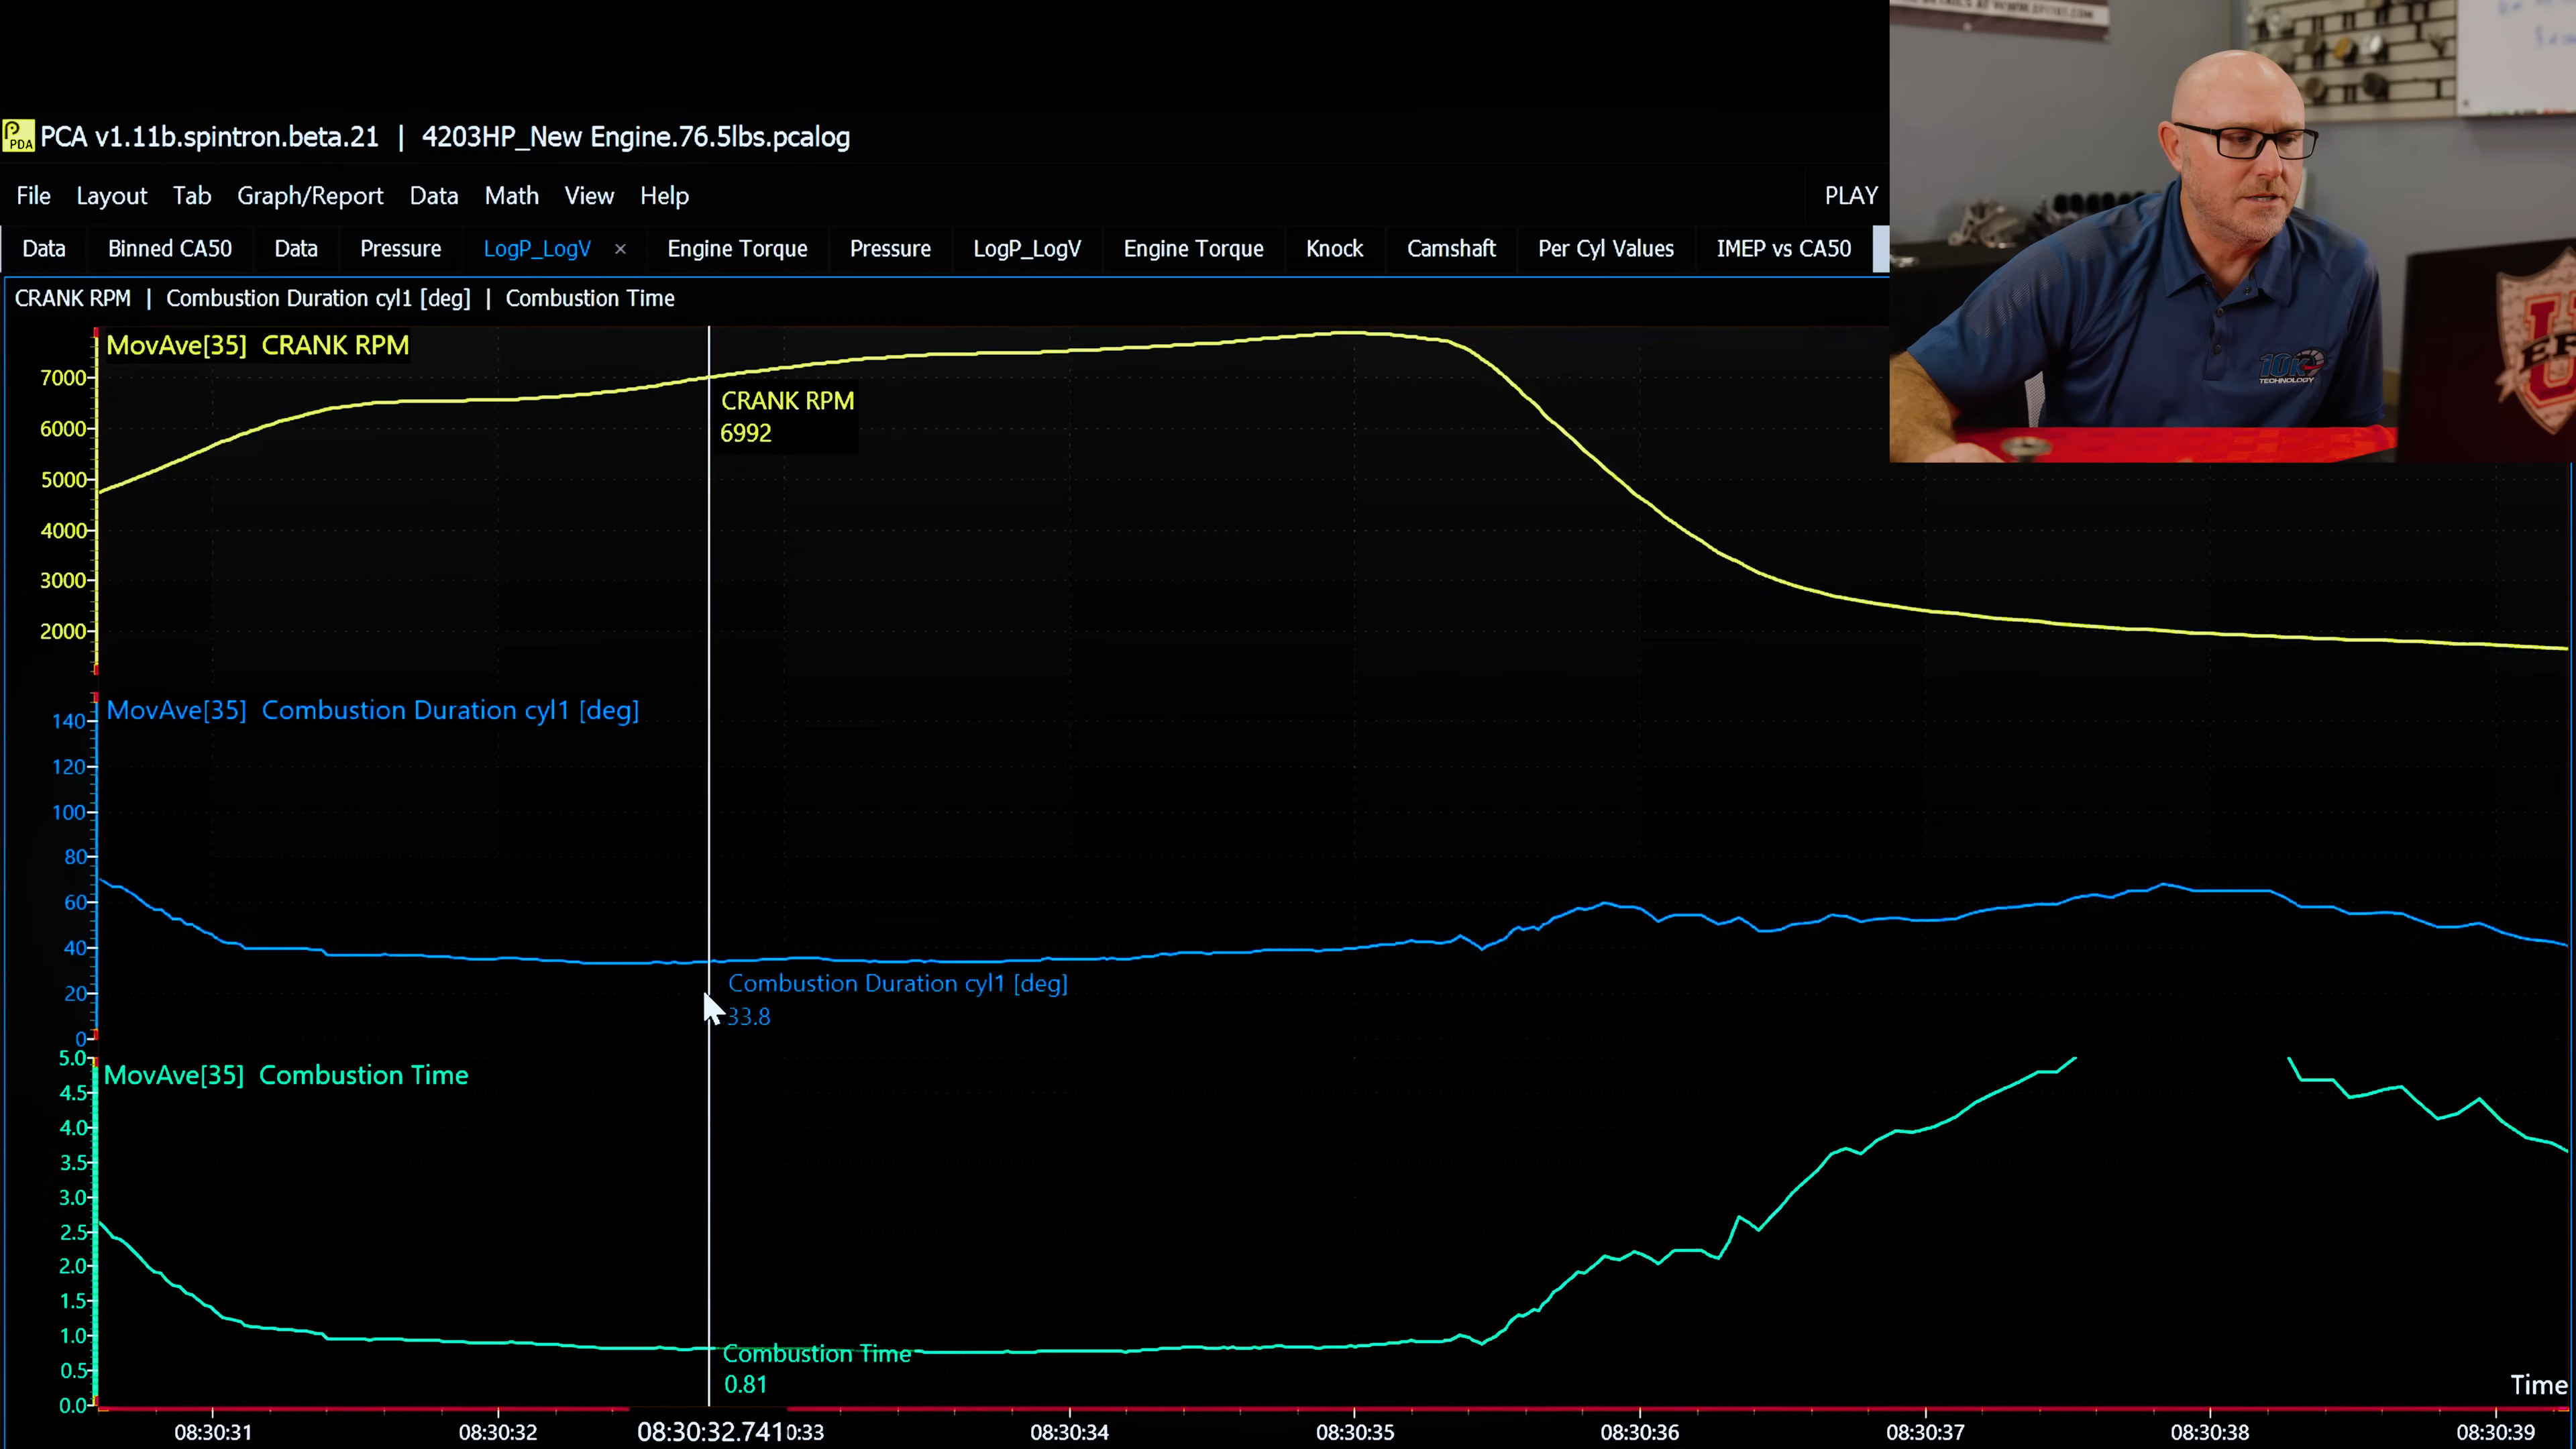 PDA
PCA v1.11b.spintron.beta.21 | 4203HP_New Engine.76.5lbs.pcalog
File Layout Tab Graph/Report Data Math View Help PLAY
Data Binned CA50 Data Pressure LogP_LogV × Engine Torque Pressure LogP_LogV Engine Torque Knock Camshaft Per Cyl Values IMEP vs CA50
CRANK RPM | Combustion Duration cyl1 [deg] | Combustion Time
MovAve[35] CRANK RPM
7000
CRANK RPM
6992
6000
5000
4000
3000
2000
MovAve[35] Combustion Duration cyl1 [deg]
140
120
100
80
60
40
20
0
Combustion Duration cyl1 [deg]
33.8
5.0
MovAve[35] Combustion Time
4.5
4.0
3.5
3.0
2.5
2.0
1.5
1.0
0.5
0.0
Combustion Time
0.81
Time
08:30:31 08:30:32 08:30:32.741 0:33 08:30:34 08:30:35 08:30:36 08:30:37 08:30:38 08:30:39
10K
TECHNOLOGY
U